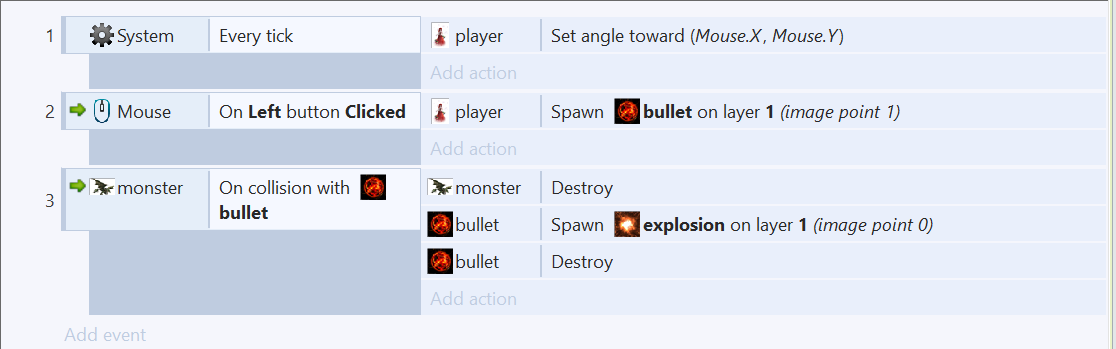 1 System Every tick player Set angle toward (Mouse.X, Mouse.Y)
Add action
2 Mouse On Left button Clicked player Spawn bullet on layer 1 (image point 1)
Add action
3 monster On collision with bullet monster Destroy
bullet Spawn explosion on layer 1 (image point 0)
bullet Destroy
Add action
Add event